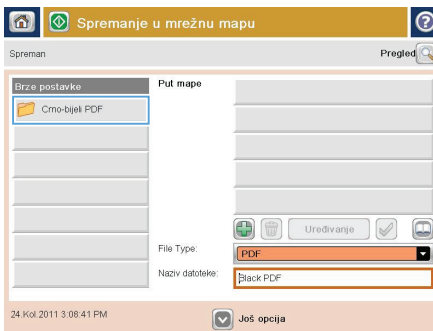 Spremanje u mrežnu mapu
Spreman
Pregled
Brze postavke
Put mape
Crno-bijeli PDF
Uređivanje
File Type:
PDF
Naziv datoteke:
Black PDF
24.Kol.2011 3:08:41 PM
Još opcija